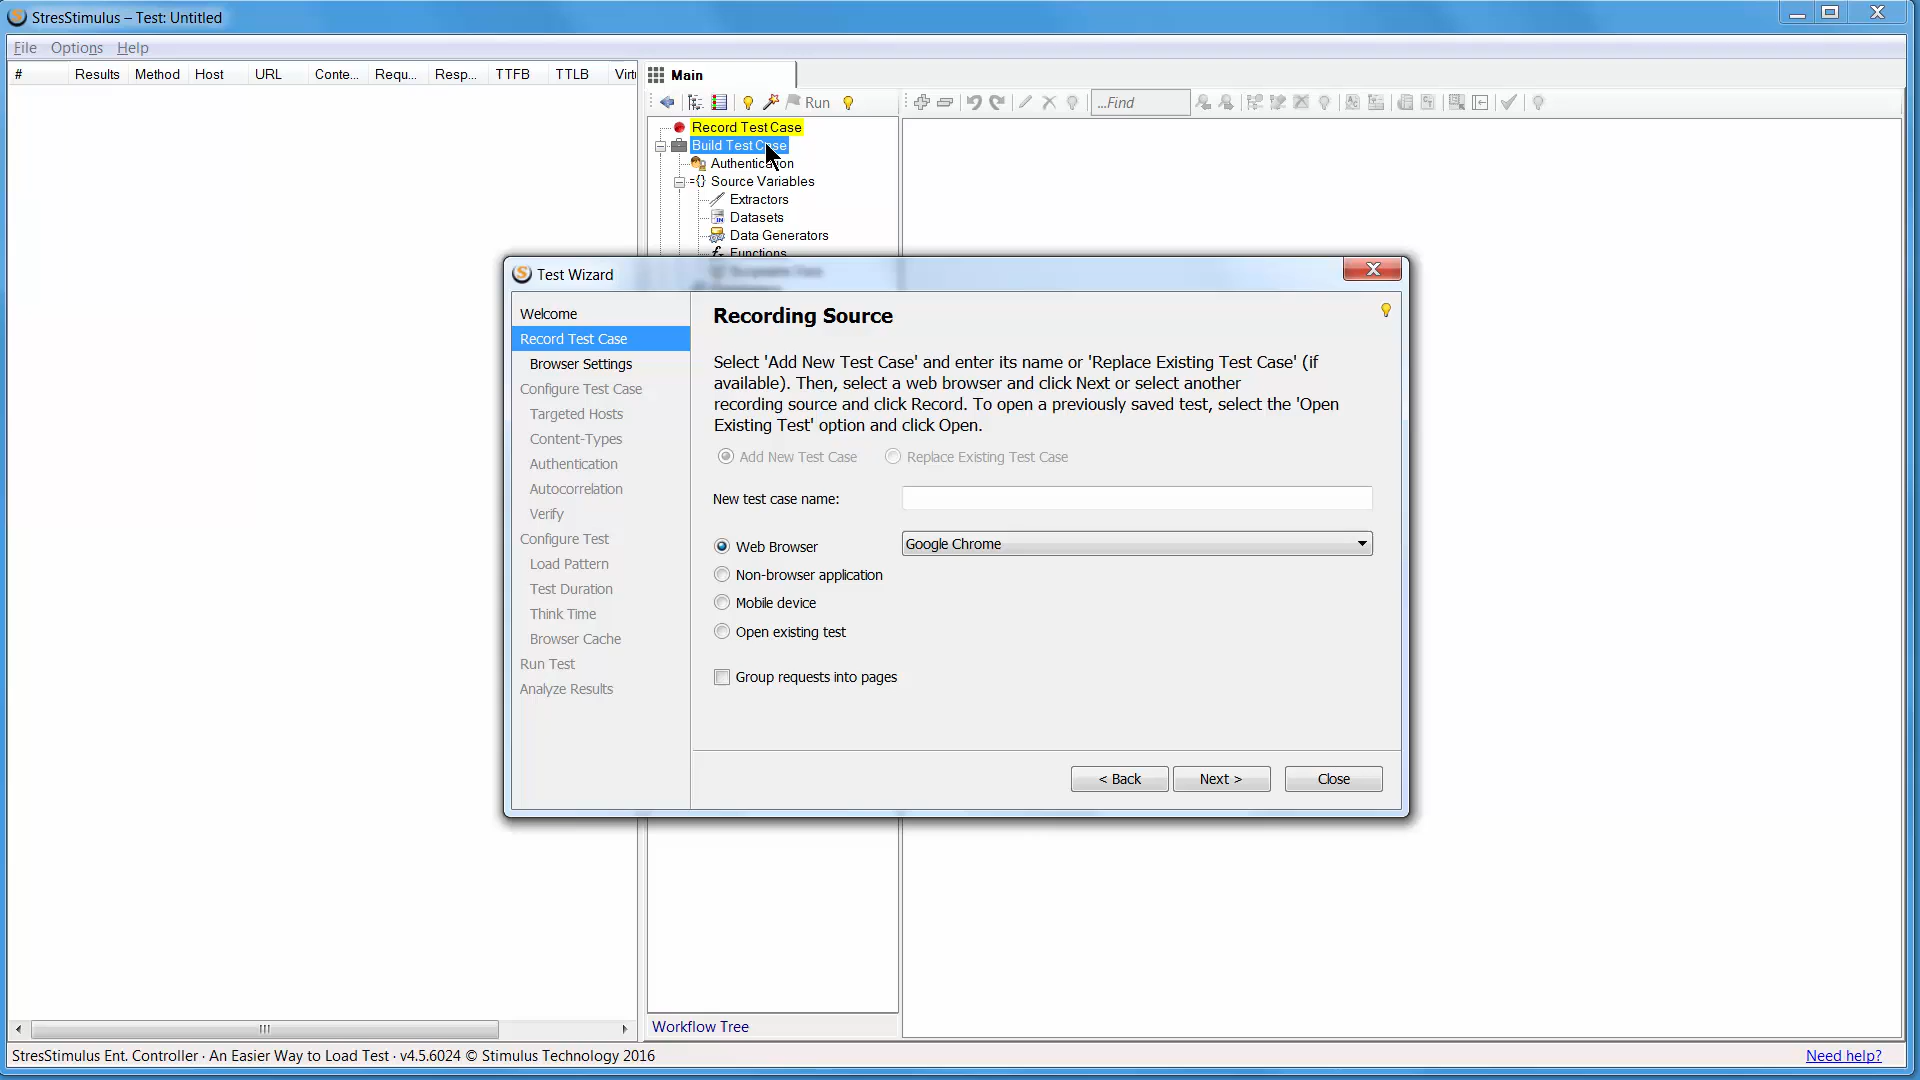 StresStimulus – Test: Untitled
File Options Help
# Results Method Host URL Conte... Requ... Resp... TTFB TTLB Virt
Main
Run
...Find
Record Test Case
Build Test Case
Authentication
Source Variables
Extractors
Datasets
Data Generators
Functions
Test Wizard
Welcome
Record Test Case
Browser Settings
Configure Test Case
Targeted Hosts
Content-Types
Authentication
Autocorrelation
Verify
Configure Test
Load Pattern
Test Duration
Think Time
Browser Cache
Run Test
Analyze Results
Recording Source
Select 'Add New Test Case' and enter its name or 'Replace Existing Test Case' (if
available). Then, select a web browser and click Next or select another
recording source and click Record. To open a previously saved test, select the 'Open
Existing Test' option and click Open.
Add New Test Case Replace Existing Test Case
New test case name:
Web Browser Google Chrome
Non-browser application
Mobile device
Open existing test
Group requests into pages
< Back Next > Close
Workflow Tree
StresStimulus Ent. Controller · An Easier Way to Load Test · v4.5.6024 © Stimulus Technology 2016
Need help?